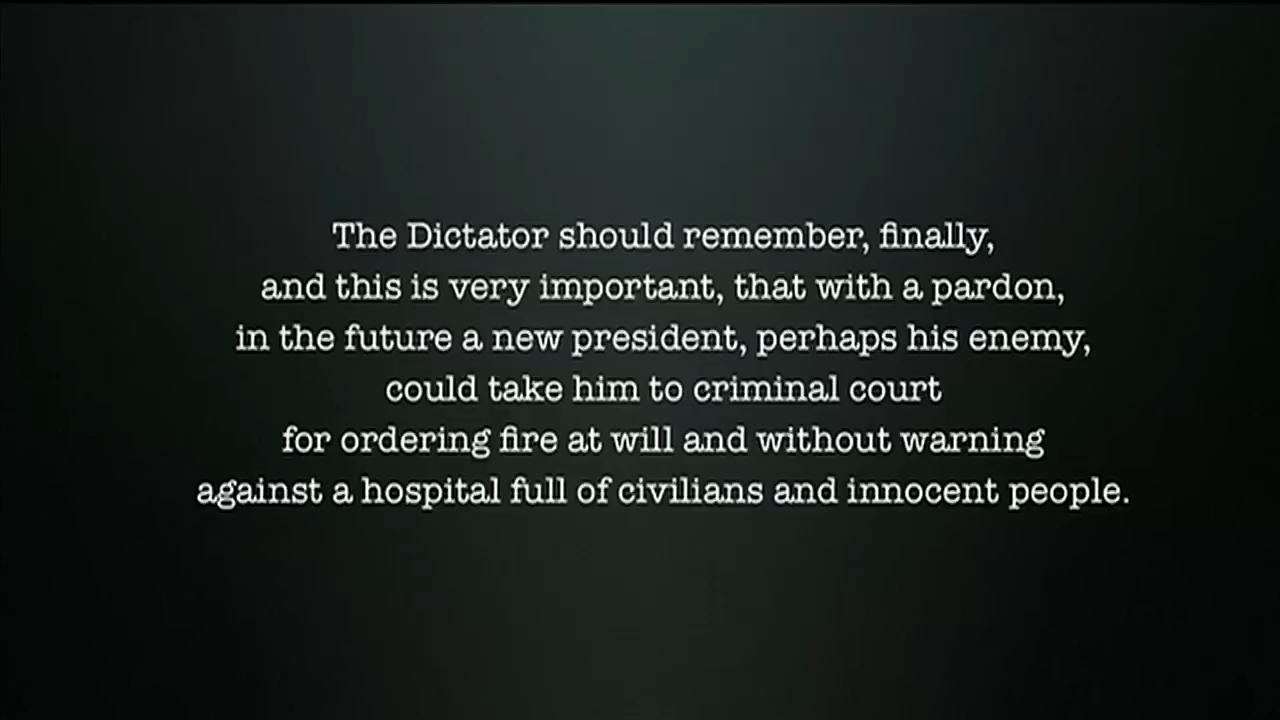 The Dictator should remember, finally,
and this is very important, that with a pardon,
in the future a new president, perhaps his enemy,
could take him to criminal court
for ordering fire at will and without warning
against a hospital full of civilians and innocent people.